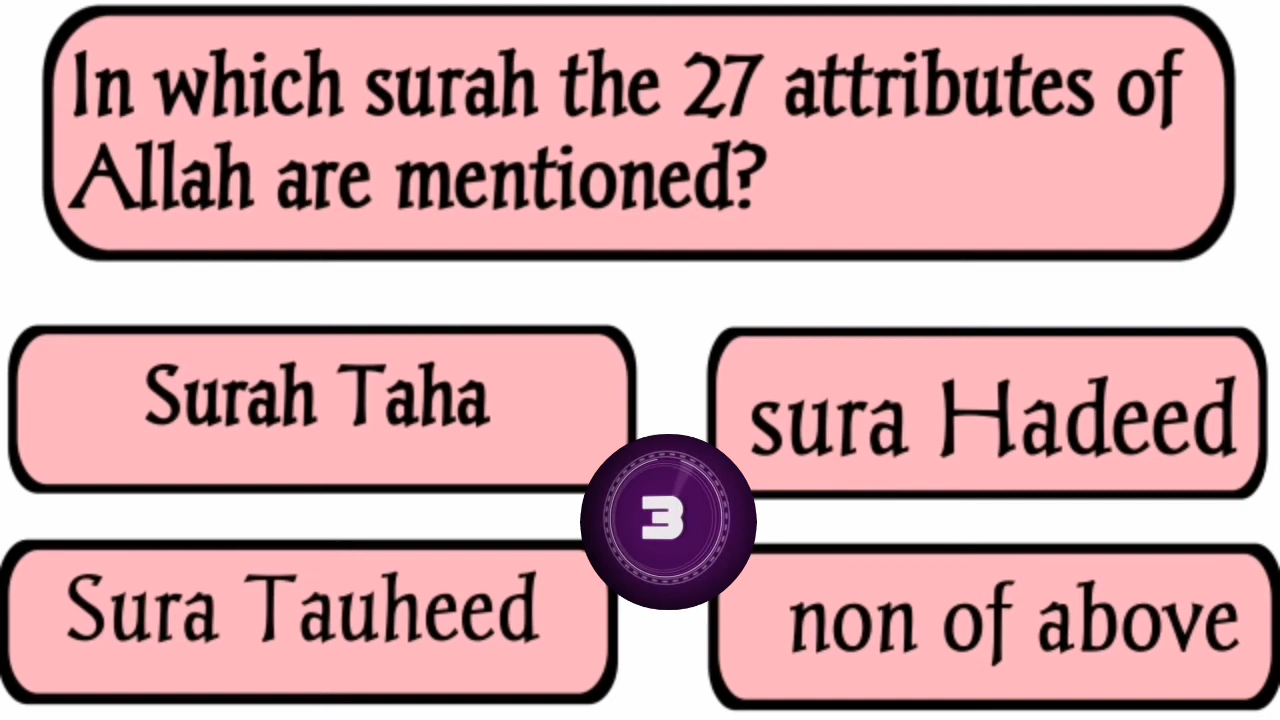 In which surah the 27 attributes of
Allah are mentioned?
Surah Taha
sura Hadeed
3
Sura Tauheed
non of above